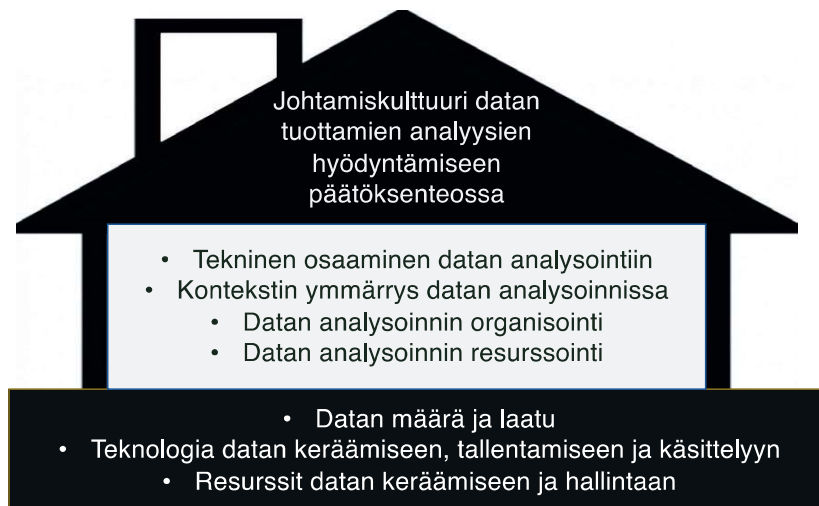 Johtamiskulttuuri datan
tuottamien analyysien
hyödyntämiseen
päätöksenteossa
• Tekninen osaaminen datan analysointiin
• Kontekstin ymmärrys datan analysoinnissa
• Datan analysoinnin organisointi
• Datan analysoinnin resurssointi
• Datan määrä ja laatu
• Teknologia datan keräämiseen, tallentamiseen ja käsittelyyn
• Resurssit datan keräämiseen ja hallintaan